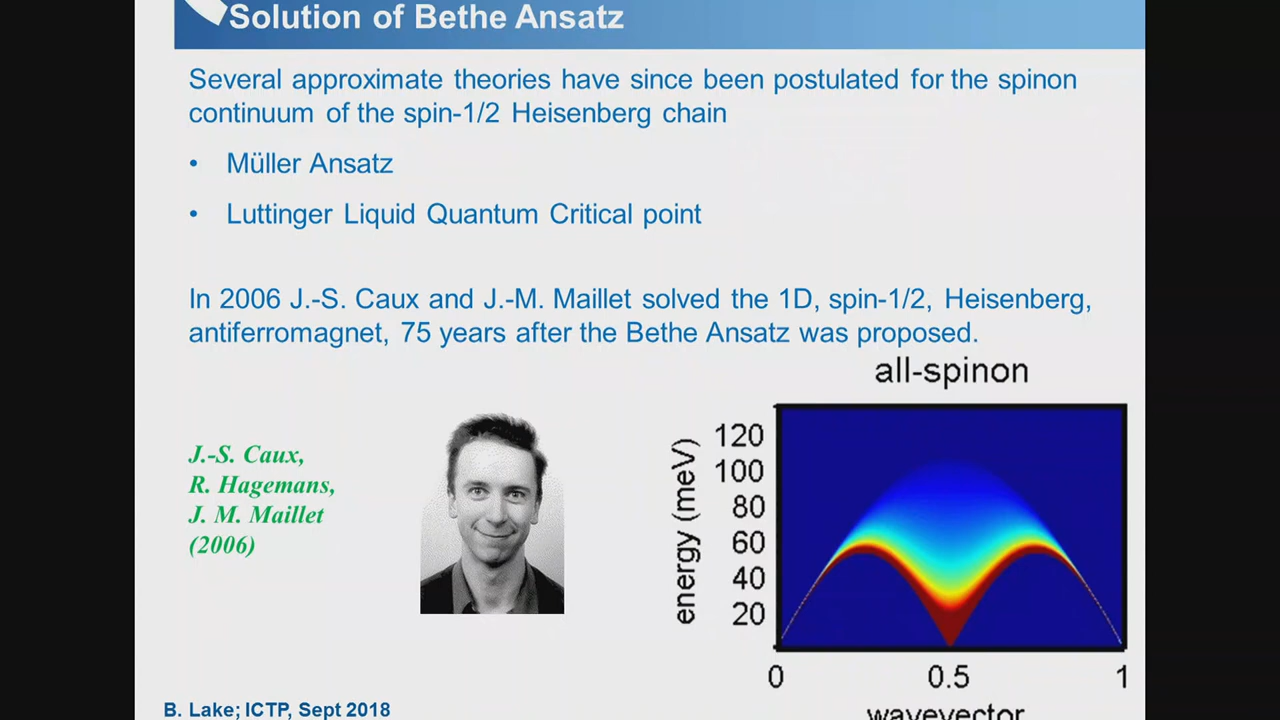 Solution of Bethe Ansatz
Several approximate theories have since been postulated for the spinon
continuum of the spin-1/2 Heisenberg chain
• Müller Ansatz
• Luttinger Liquid Quantum Critical point
In 2006 J.-S. Caux and J.-M. Maillet solved the 1D, spin-1/2, Heisenberg,
antiferromagnet, 75 years after the Bethe Ansatz was proposed.
J.-S. Caux,
R. Hagemans,
J. M. Maillet
(2006)
all-spinon
energy (meV)
120
100
80
60
40
20
0 0.5 1
wavevector
B. Lake; ICTP, Sept 2018